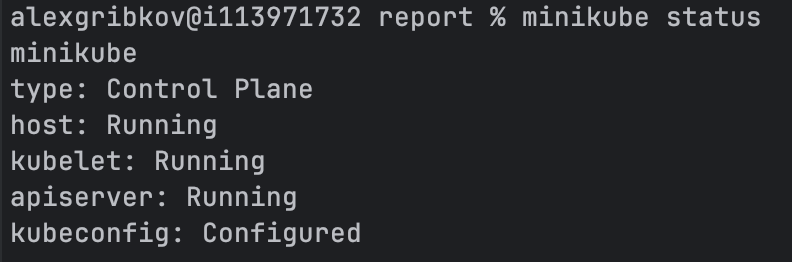 alexgribkov@i113971732 report % minikube status
minikube
type: Control Plane
host: Running
kubelet: Running
apiserver: Running
kubeconfig: Configured